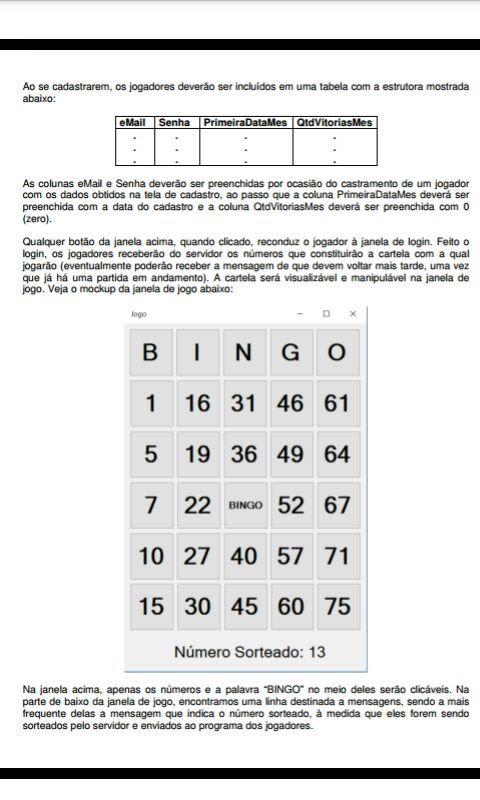 Ao se cadastrarem, os jogadores deverão ser incluídos em uma tabela com a estrutura mostrada
abaixo:
eMail Senha PrimeiraDataMes QtdVitoriasMes
. . . .
. . . .
. . . .
As colunas eMail e Senha deverão ser preenchidas por ocasião do castramento de um jogador
com os dados obtidos na tela de cadastro, ao passo que a coluna PrimeiraDataMes deverá ser
preenchida com a data do cadastro e a coluna QtdVitoriasMes deverá ser preenchida com 0
(zero).
Qualquer botão da janela acima, quando clicado, reconduz o jogador à janela de login. Feito o
login, os jogadores receberão do servidor os números que constituirão a cartela com a qual
jogarão (eventualmente poderão receber a mensagem de que devem voltar mais tarde, uma vez
que já há uma partida em andamento). A cartela será visualizável e manipulável na janela de
jogo. Veja o mockup da janela de jogo abaixo:
Jogo
B I N G O
1 16 31 46 61
5 19 36 49 64
7 22 BINGO 52 67
10 27 40 57 71
15 30 45 60 75
Número Sorteado: 13
Na janela acima, apenas os números e a palavra "BINGO" no meio deles serão clicáveis. Na
parte de baixo da janela de jogo, encontramos uma linha destinada a mensagens, sendo a mais
frequente delas a mensagem que indica o número sorteado, à medida que eles forem sendo
sorteados pelo servidor e enviados ao programa dos jogadores.